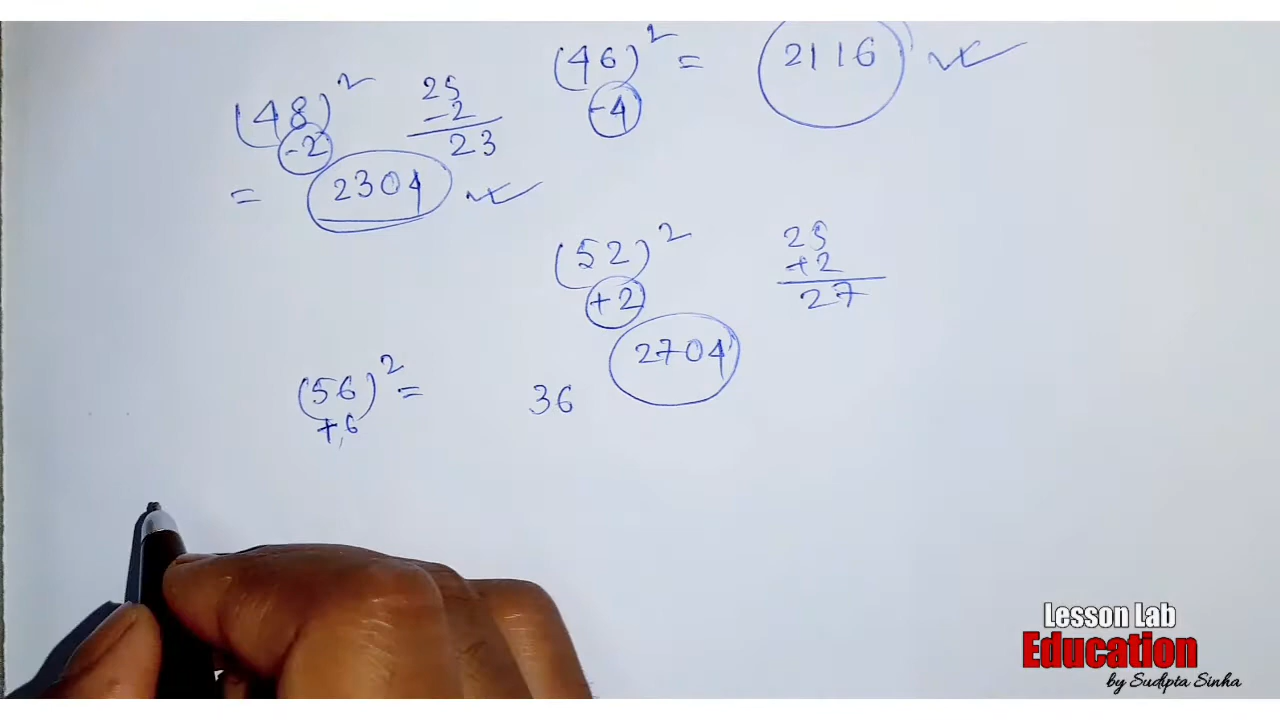 (46)² = 2116
-4
(48)²
-2
25
-2
23
= 2304
(52)²
+2
25
+2
27
2704
(56)² = 36
+6
Lesson Lab
Education
by Sudipta Sinha